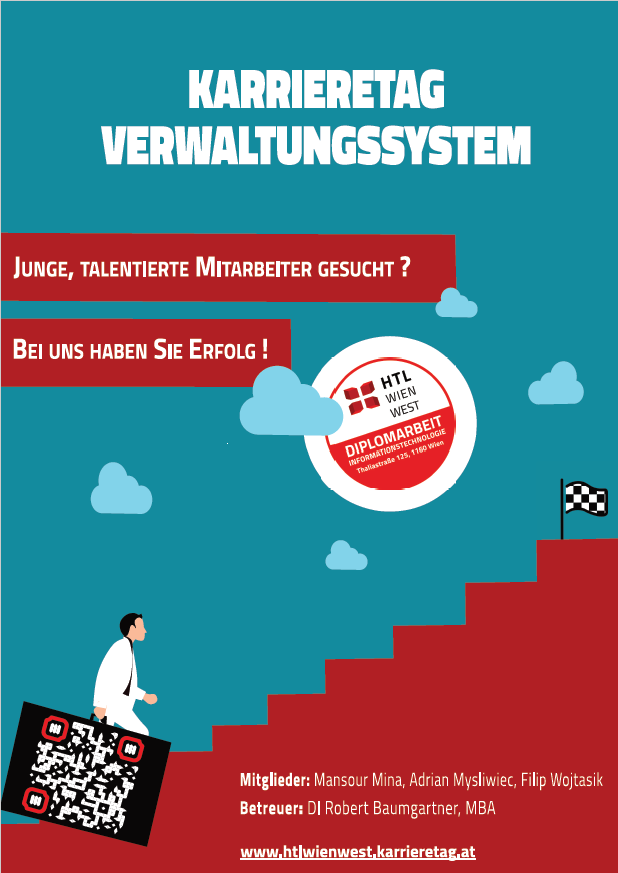 KARRIERETAG
VERWALTUNGSSYSTEM
JUNGE, TALENTIERTE MITARBEITER GESUCHT ?
BEI UNS HABEN SIE ERFOLG !
HTL
WIEN
WEST
DIPLOMARBEIT
INFORMATIONSTECHNOLOGIE
Thaliastraße 125, 1160 Wien
Mitglieder: Mansour Mina, Adrian Mysliwiec, Filip Wojtasik
Betreuer: DI Robert Baumgartner, MBA
www.htlwienwest.karrieretag.at